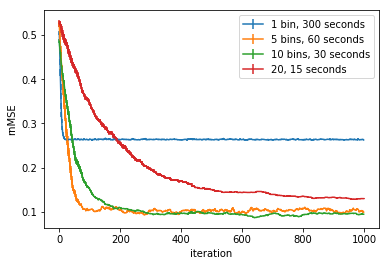 1 bin, 300 seconds
5 bins, 60 seconds
10 bins, 30 seconds
20, 15 seconds
0.5
0.4
0.3
0.2
0.1
mMSE
0 200 400 600 800 1000
iteration